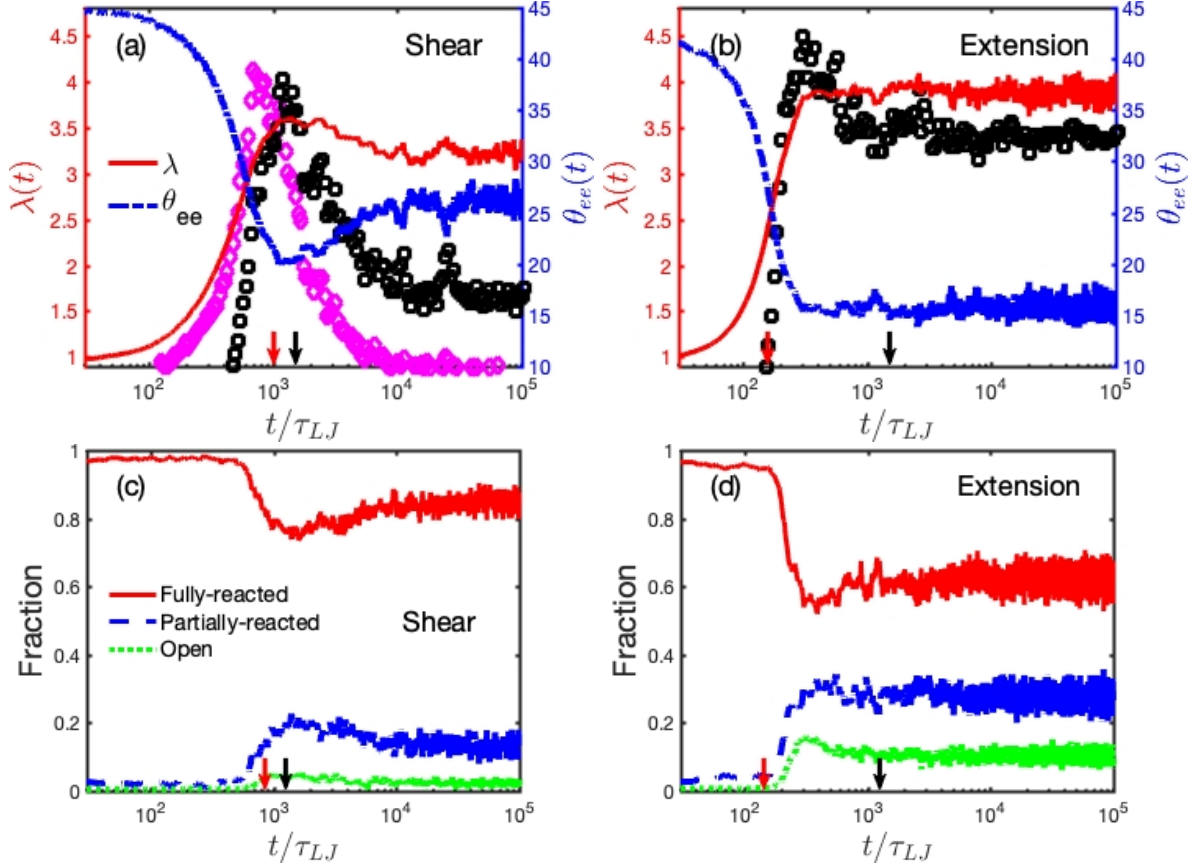 (a) Shear
4.5 4 3.5 3 2.5 2 1.5 1
λ(t)
λ
θee
45 40 35 30 25 20 15 10
θee(t)
10² 10³ 10⁴ 10⁵
t/τLJ
(b) Extension
4.5 4 3.5 3 2.5 2 1.5 1
λ(t)
45 40 35 30 25 20 15 10
θee(t)
10² 10³ 10⁴ 10⁵
t/τLJ
(c)
1 0.8 0.6 0.4 0.2 0
Fraction
Fully-reacted
Partially-reacted
Open
Shear
10² 10³ 10⁴ 10⁵
t/τLJ
(d) Extension
1 0.8 0.6 0.4 0.2 0
Fraction
10² 10³ 10⁴ 10⁵
t/τLJ